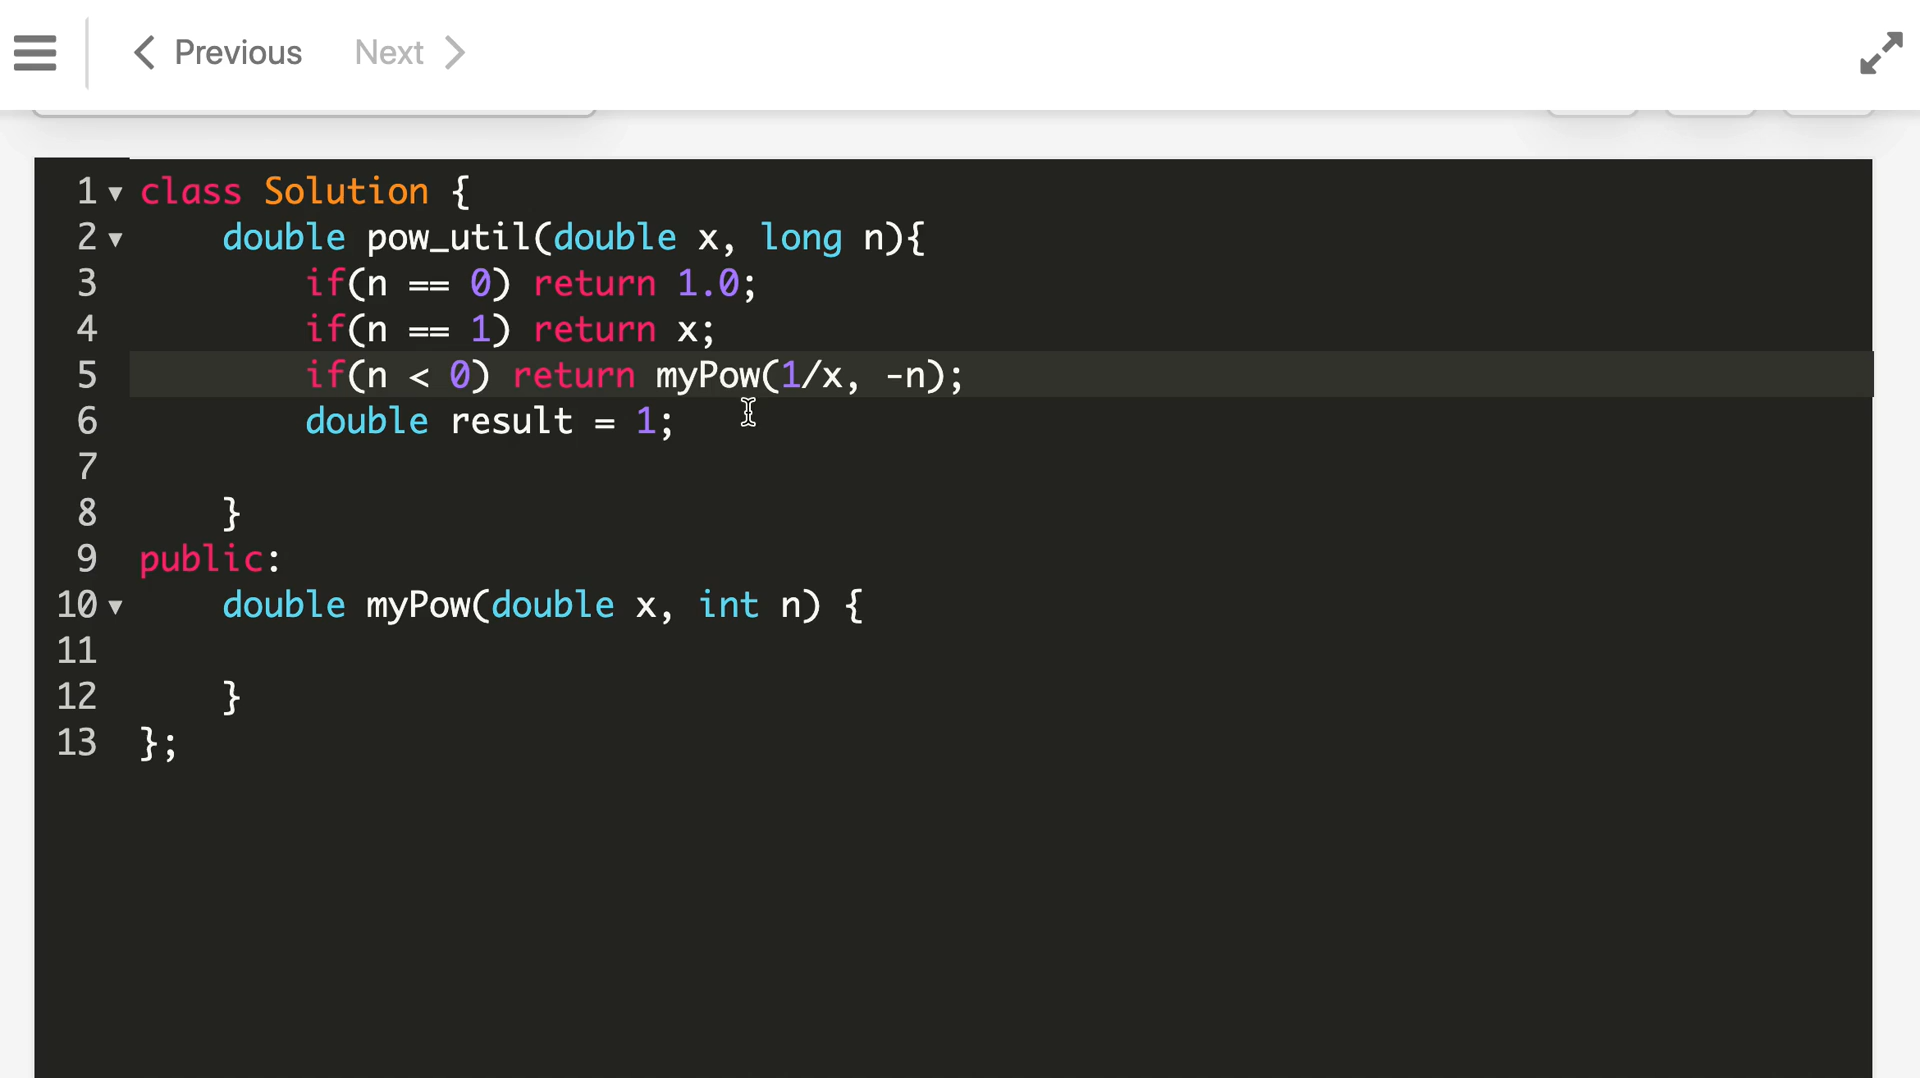 Previous Next
1 class Solution {
2 double pow_util(double x, long n){
3 if(n == 0) return 1.0;
4 if(n == 1) return x;
5 if(n < 0) return myPow(1/x, -n);
6 double result = 1;
7
8 }
9 public:
10 double myPow(double x, int n) {
11
12 }
13 };